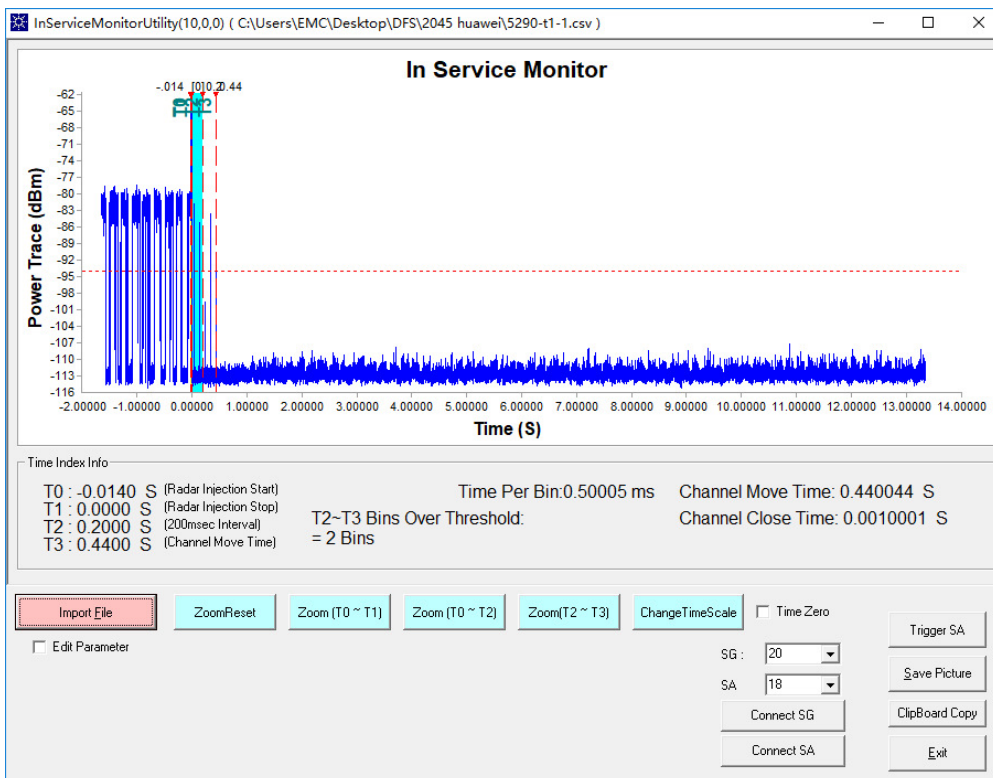 InServiceMonitorUtility(10,0,0) ( C:\Users\EMC\Desktop\DFS\2045 huawei\5290-t1-1.csv )
In Service Monitor
-.014 [0]0.20.44
T0 T3
-62
-65
-68
-71
-74
-77
-80
-83
-86
-89
-92
-95
-98
-101
-104
-107
-110
-113
-116
Power Trace (dBm)
-2.00000 -1.00000 0.00000 1.00000 2.00000 3.00000 4.00000 5.00000 6.00000 7.00000 8.00000 9.00000 10.00000 11.00000 12.00000 13.00000 14.00000
Time (S)
Time Index Info
T0 : -0.0140 S (Radar Injection Start)
T1 : 0.0000 S (Radar Injection Stop)
T2 : 0.2000 S (200msec Interval)
T3 : 0.4400 S (Channel Move Time)
Time Per Bin:0.50005 ms
T2~T3 Bins Over Threshold:
= 2 Bins
Channel Move Time: 0.440044 S
Channel Close Time: 0.0010001 S
Import File ZoomReset Zoom (T0 ~ T1) Zoom (T0 ~ T2) Zoom(T2 ~ T3) ChangeTimeScale Time Zero
Edit Parameter
SG : 20
SA 18
Connect SG
Connect SA
Trigger SA
Save Picture
ClipBoard Copy
Exit